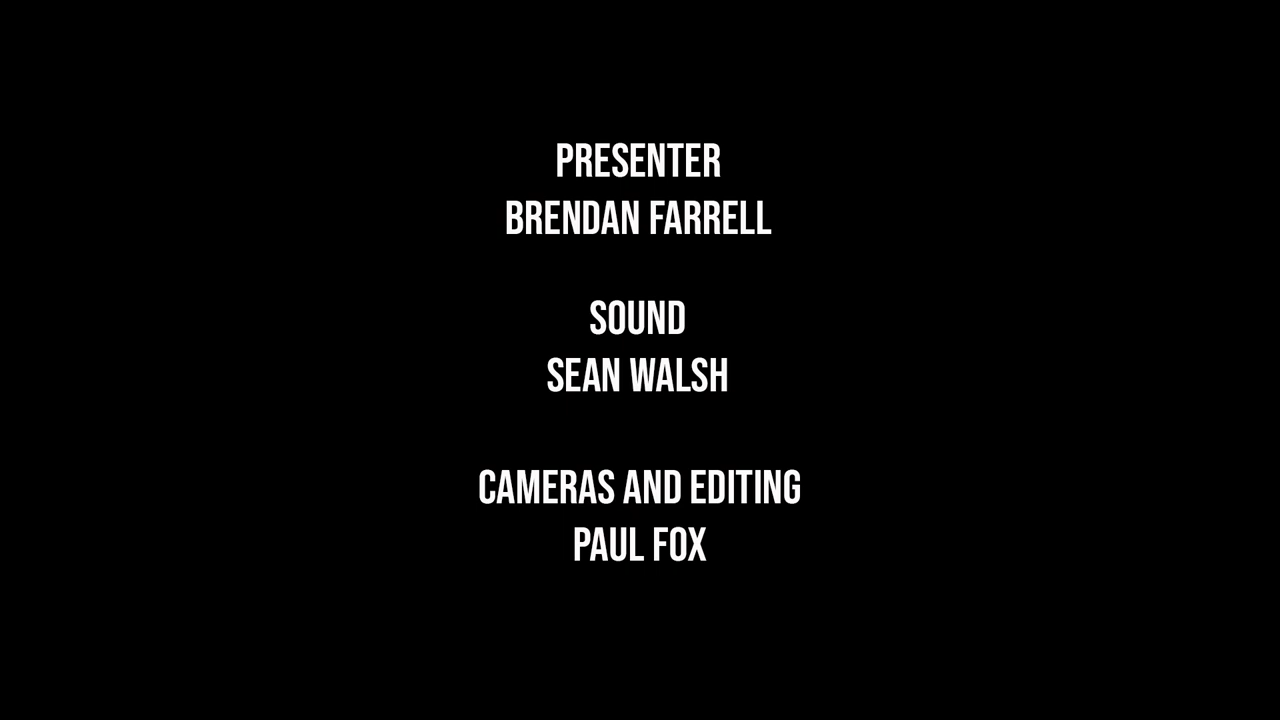 PRESENTER
BRENDAN FARRELL
SOUND
SEAN WALSH
CAMERAS AND EDITING
PAUL FOX